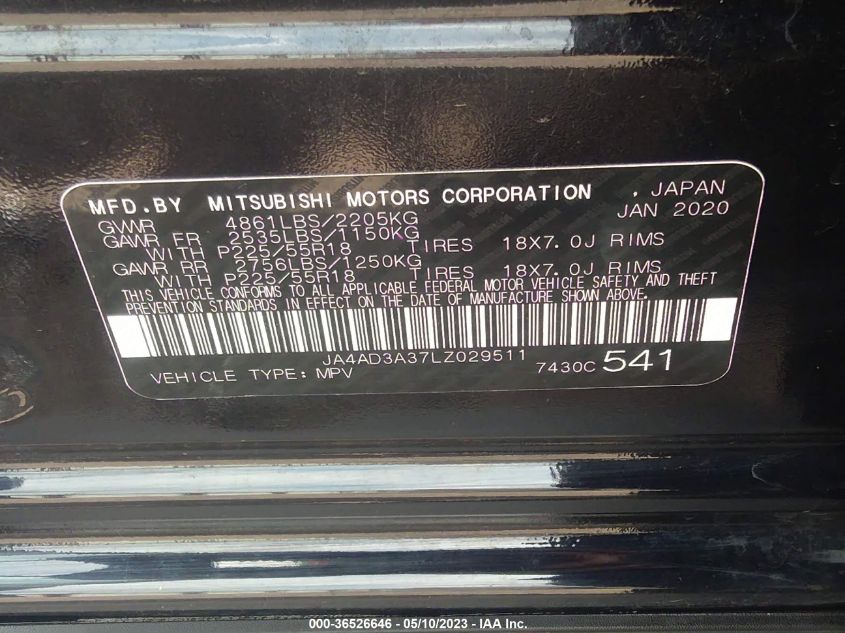 MFD.BY MITSUBISHI MOTORS CORPORATION , JAPAN
GVWR 4861LBS/2205KG JAN 2020
GAWR FR 2535LBS/1150KG
WITH P225/55R18 TIRES 18X7.0J RIMS
GAWR RR 2756LBS/1250KG
WITH P225/55R18 TIRES 18X7.0J RIMS
THIS VEHICLE CONFORMS TO ALL APPLICABLE FEDERAL MOTOR VEHICLE SAFETY AND THEFT
PREVENTION STANDARDS IN EFFECT ON THE DATE OF MANUFACTURE SHOWN ABOVE.
JA4AD3A37LZ029511
VEHICLE TYPE: MPV 7430C 541
000-36526646 - 05/10/2023 - IAA Inc.